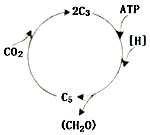 2C₃
ATP
[H]
CO₂
C₅
(CH₂O)